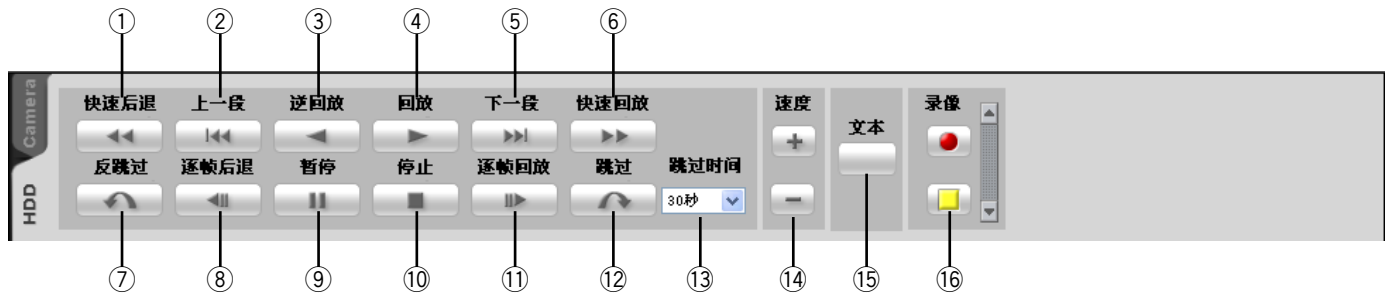 ① ② ③ ④ ⑤ ⑥
Camera
HDD
快速后退 上一段 逆回放 回放 下一段 快速回放
反跳过 逐帧后退 暂停 停止 逐帧回放 跳过 跳过时间
30秒
速度
文本
录像
⑦ ⑧ ⑨ ⑩ ⑪ ⑫ ⑬ ⑭ ⑮ ⑯